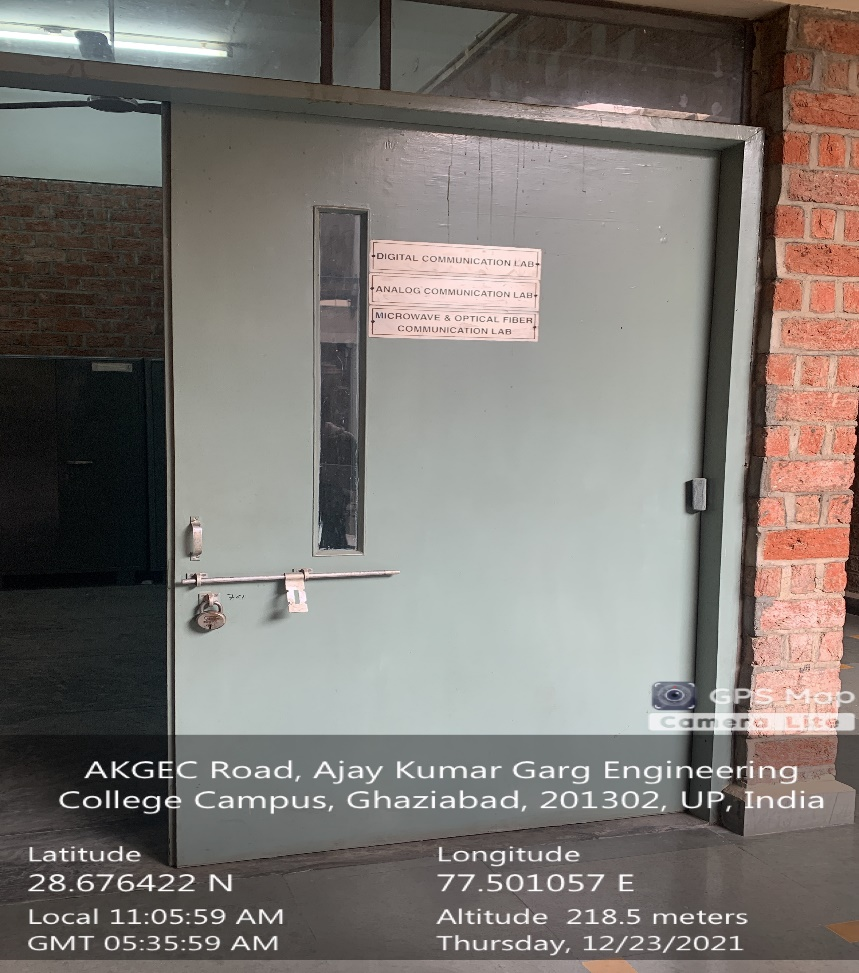 DIGITAL COMMUNICATION LAB
ANALOG COMMUNICATION LAB
MICROWAVE & OPTICAL FIBER
COMMUNICATION LAB
GPS Map
Camera Lite
AKGEC Road, Ajay Kumar Garg Engineering
College Campus, Ghaziabad, 201302, UP, India
Latitude
28.676422 N
Longitude
77.501057 E
Local 11:05:59 AM
GMT 05:35:59 AM
Altitude 218.5 meters
Thursday, 12/23/2021